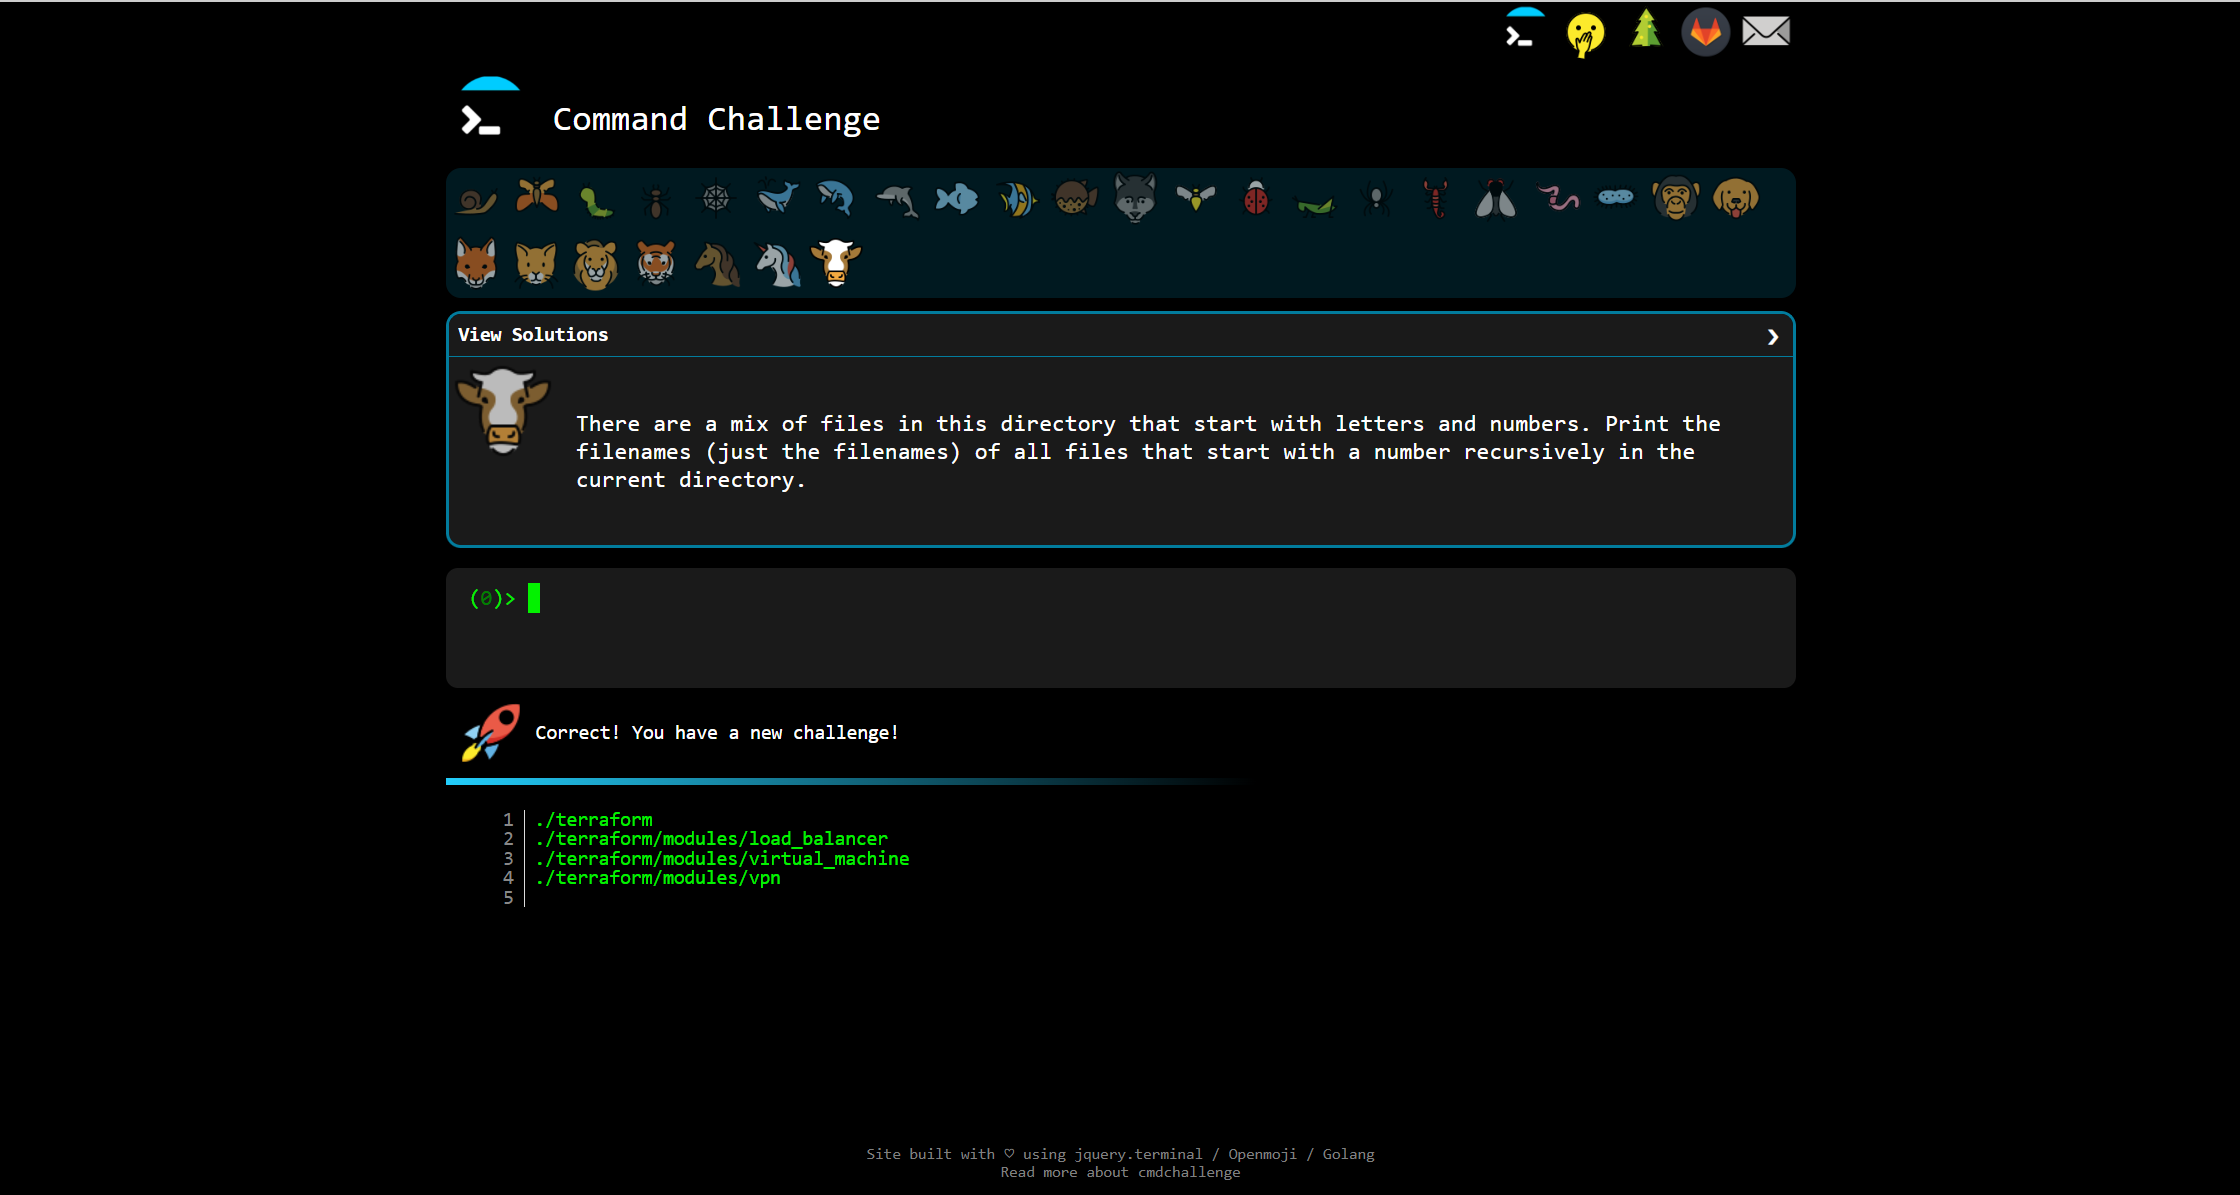 Command Challenge
View Solutions ❯
There are a mix of files in this directory that start with letters and numbers. Print the
filenames (just the filenames) of all files that start with a number recursively in the
current directory.
(0)>
Correct! You have a new challenge!
1 ./terraform
2 ./terraform/modules/load_balancer
3 ./terraform/modules/virtual_machine
4 ./terraform/modules/vpn
5
Site built with ♡ using jquery.terminal / Openmoji / Golang
Read more about cmdchallenge